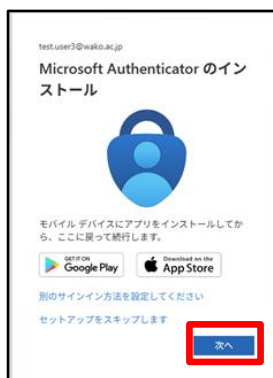 test.user3@wako.ac.jp
Microsoft Authenticator のイン
ストール
モバイル デバイスにアプリをインストールしてか
ら、ここに戻って続行します。
GET IT ON
Google Play
Download on the
App Store
別のサインイン方法を設定してください
セットアップをスキップします
次へ